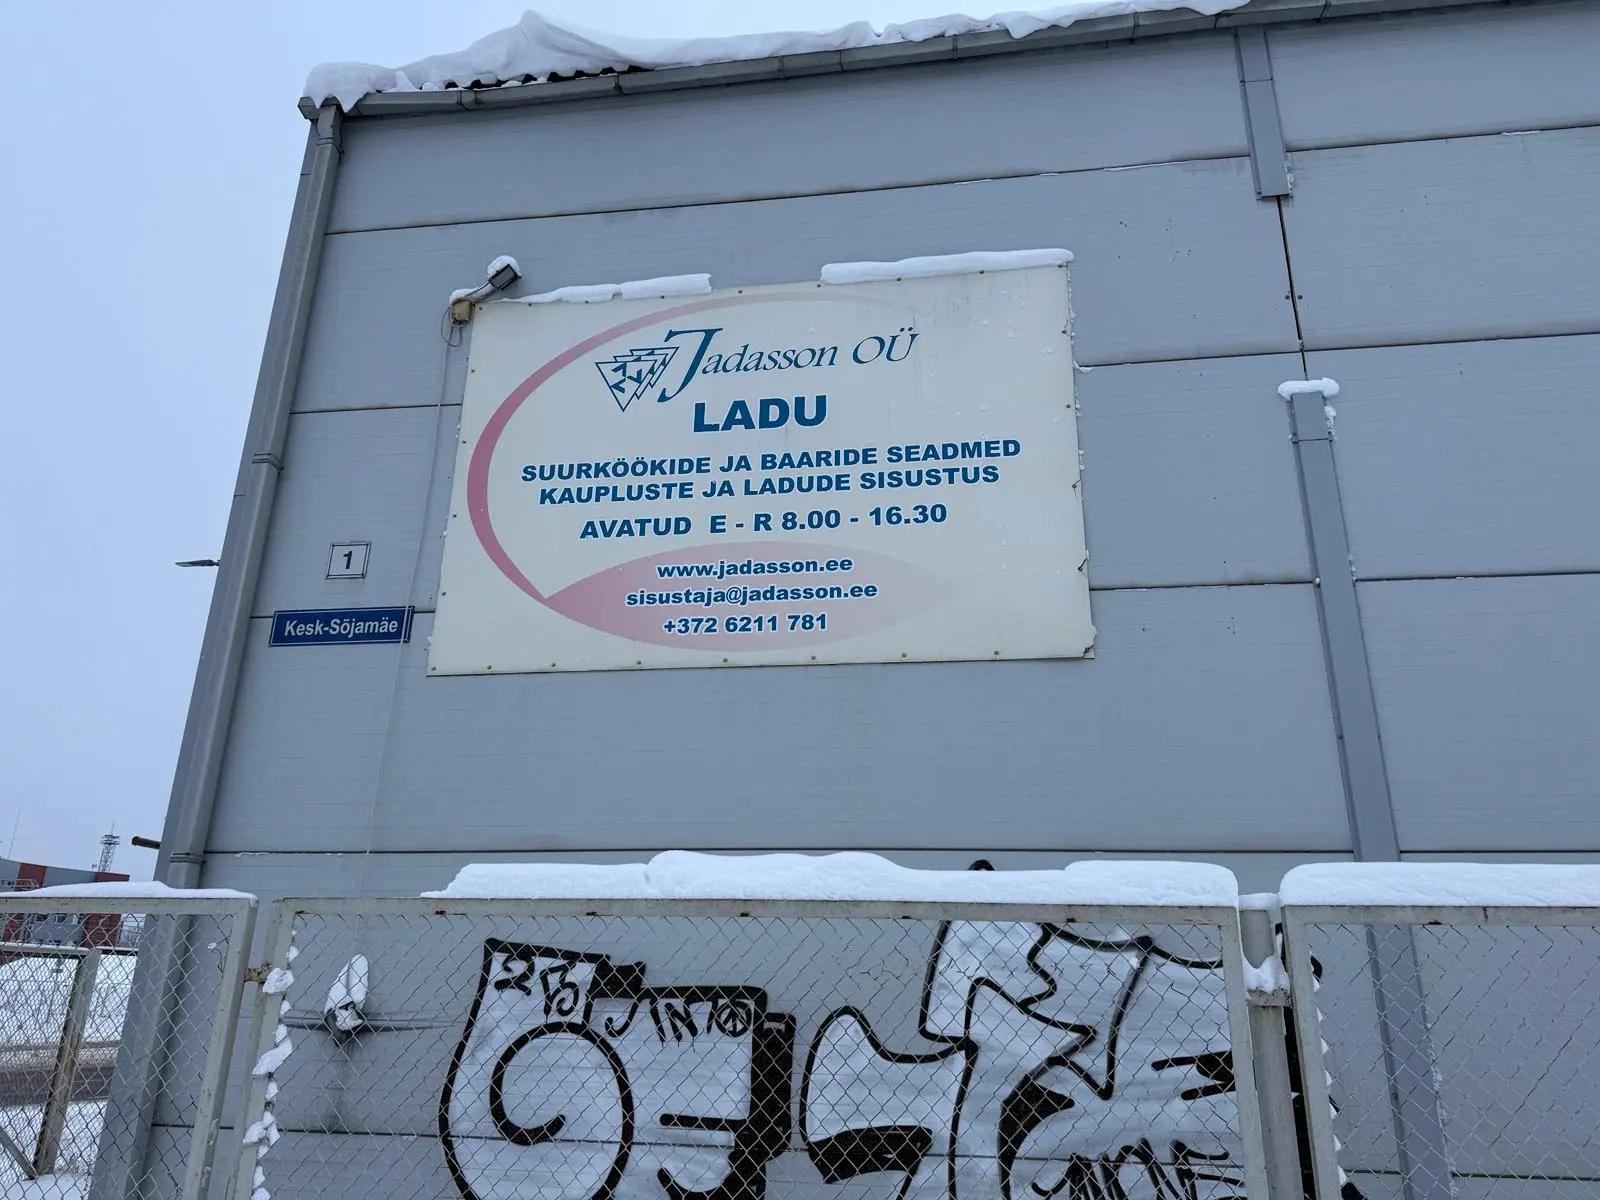 Jadasson OÜ
LADU
SUURKÖÖKIDE JA BAARIDE SEADMED
KAUPLUSTE JA LADUDE SISUSTUS
AVATUD E - R 8.00 - 16.30
www.jadasson.ee
sisustaja@jadasson.ee
+372 6211 781
1
Kesk-Sõjamäe